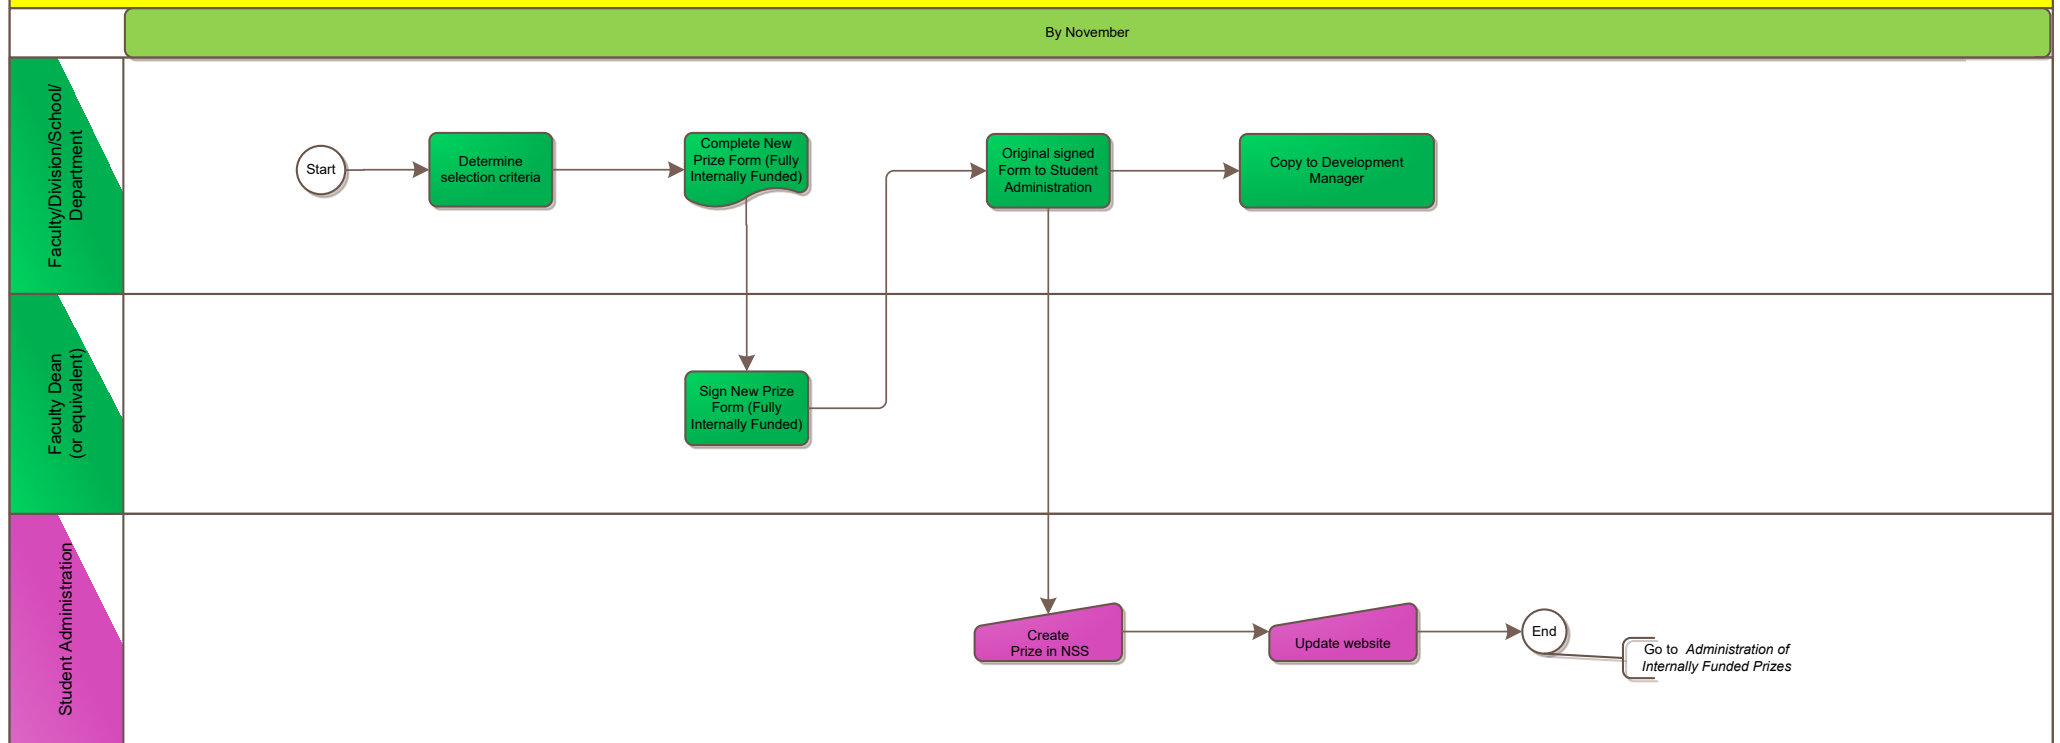 By November
Faculty/Division/School/
Department
Start
Determine
selection criteria
Complete New
Prize Form (Fully
Internally Funded)
Original signed
Form to Student
Administration
Copy to Development
Manager
Faculty Dean
(or equivalent)
Sign New Prize
Form (Fully
Internally Funded)
Student Administration
Create
Prize in NSS
Update website
End
Go to Administration of
Internally Funded Prizes